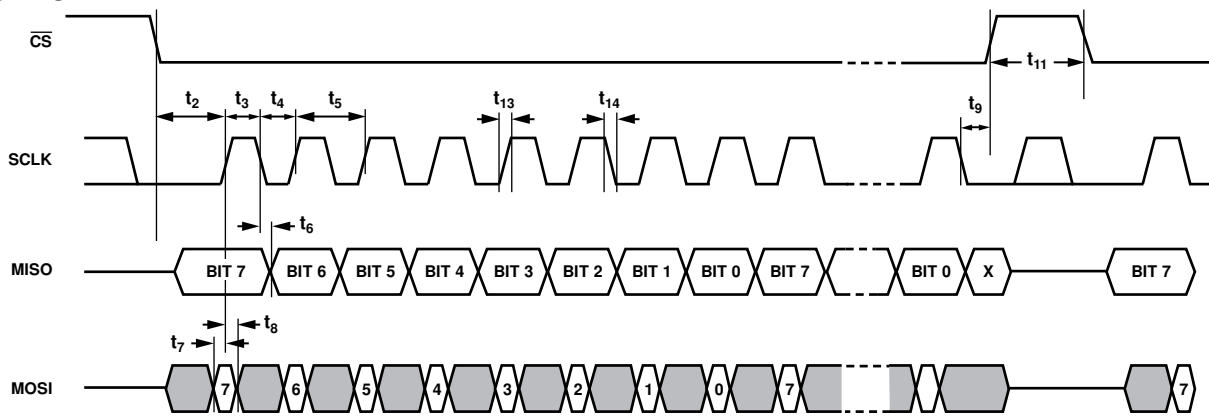 CS
t11
t2 t3 t4 t5 t13 t14 t9
SCLK
t6
MISO BIT 7 BIT 6 BIT 5 BIT 4 BIT 3 BIT 2 BIT 1 BIT 0 BIT 7 BIT 0 X BIT 7
t7 t8
MOSI 7 6 5 4 3 2 1 0 7 7